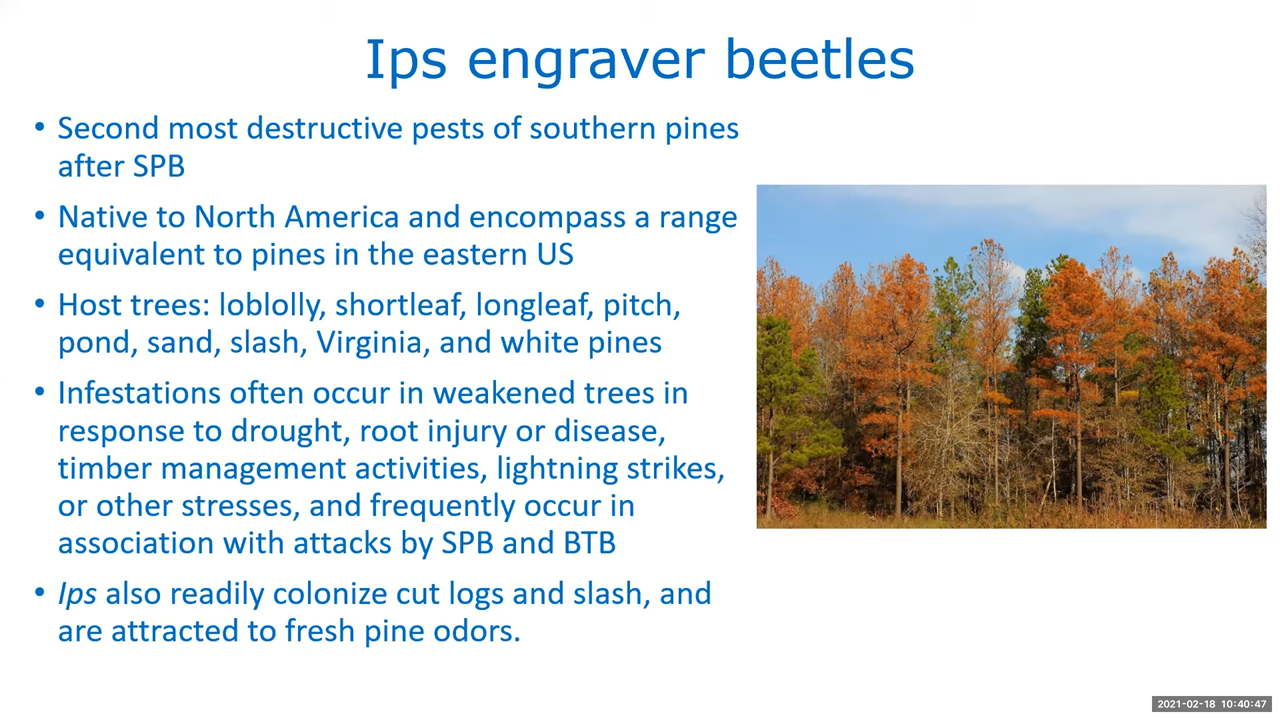 Ips engraver beetles
• Second most destructive pests of southern pines
after SPB
• Native to North America and encompass a range
equivalent to pines in the eastern US
• Host trees: loblolly, shortleaf, longleaf, pitch,
pond, sand, slash, Virginia, and white pines
• Infestations often occur in weakened trees in
response to drought, root injury or disease,
timber management activities, lightning strikes,
or other stresses, and frequently occur in
association with attacks by SPB and BTB
• Ips also readily colonize cut logs and slash, and
are attracted to fresh pine odors.
2021-02-18 10:40:47